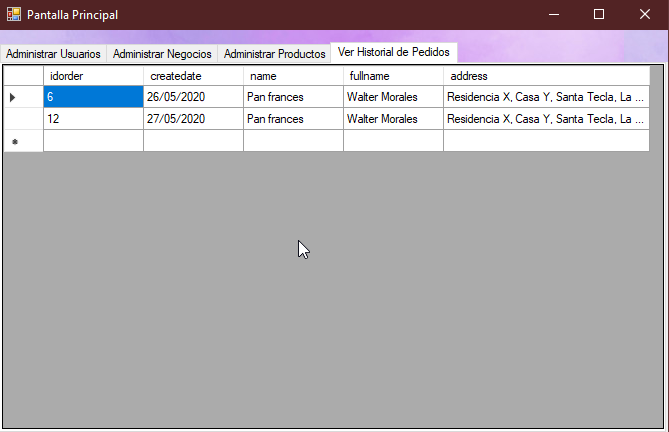 Pantalla Principal
Administrar Usuarios Administrar Negocios Administrar Productos Ver Historial de Pedidos
idorder createdate name fullname address
6 26/05/2020 Pan frances Walter Morales Residencia X, Casa Y, Santa Tecla, La ...
12 27/05/2020 Pan frances Walter Morales Residencia X, Casa Y, Santa Tecla, La ...